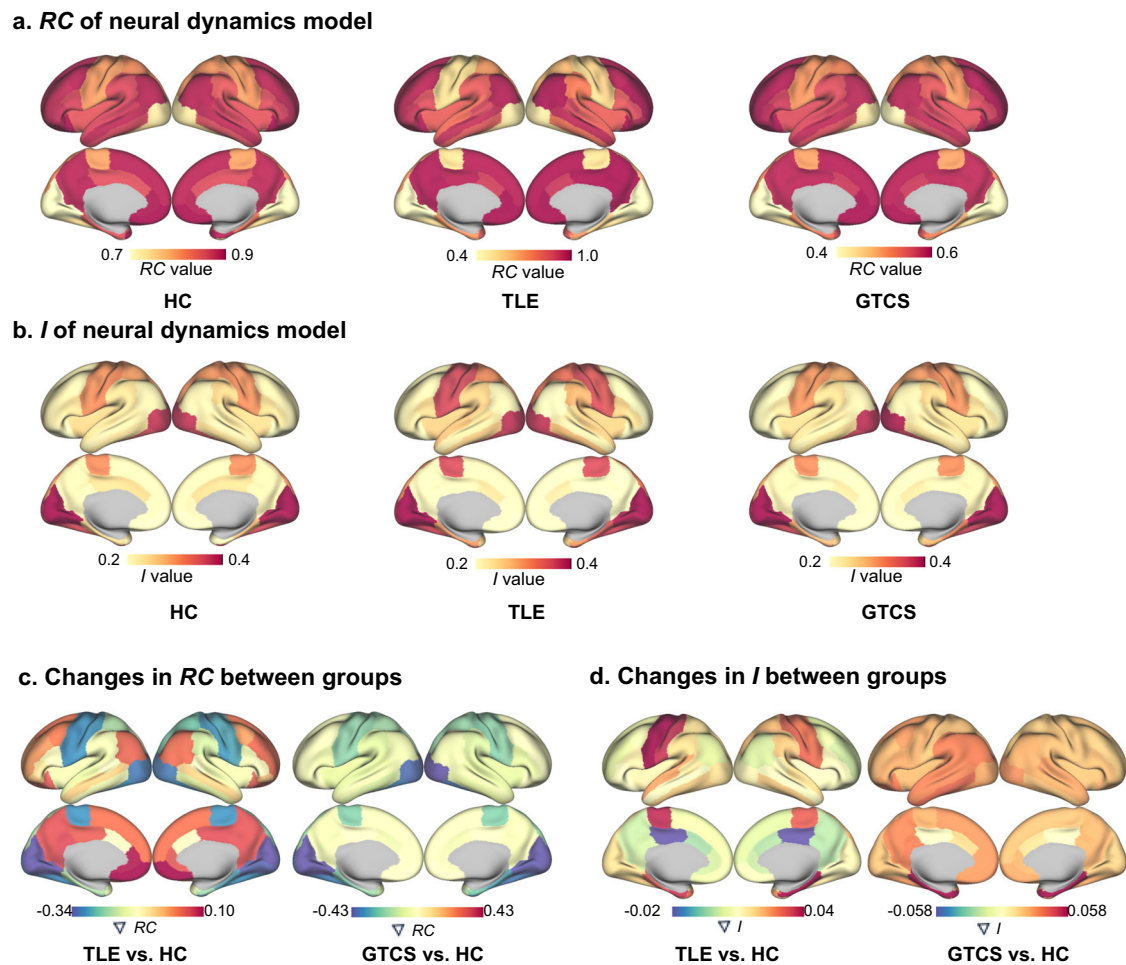 a. RC of neural dynamics model
0.7 0.9 0.4 1.0 0.4 0.6
RC value RC value RC value
HC TLE GTCS
b. I of neural dynamics model
0.2 0.4 0.2 0.4 0.2 0.4
I value I value I value
HC TLE GTCS
c. Changes in RC between groups d. Changes in I between groups
-0.34 0.10 -0.43 0.43 -0.02 0.04 -0.058 0.058
▽ RC ▽ RC ▽ I ▽ I
TLE vs. HC GTCS vs. HC TLE vs. HC GTCS vs. HC